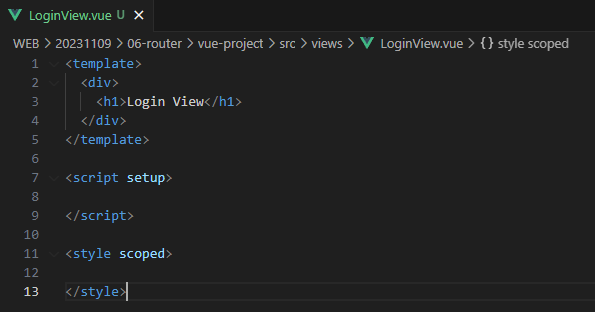 LoginView.vue U ×
WEB > 20231109 > 06-router > vue-project > src > views > LoginView.vue > {} style scoped
1 <template>
2 <div>
3 <h1>Login View</h1>
4 </div>
5 </template>
6
7 <script setup>
8
9 </script>
10
11 <style scoped>
12
13 </style>